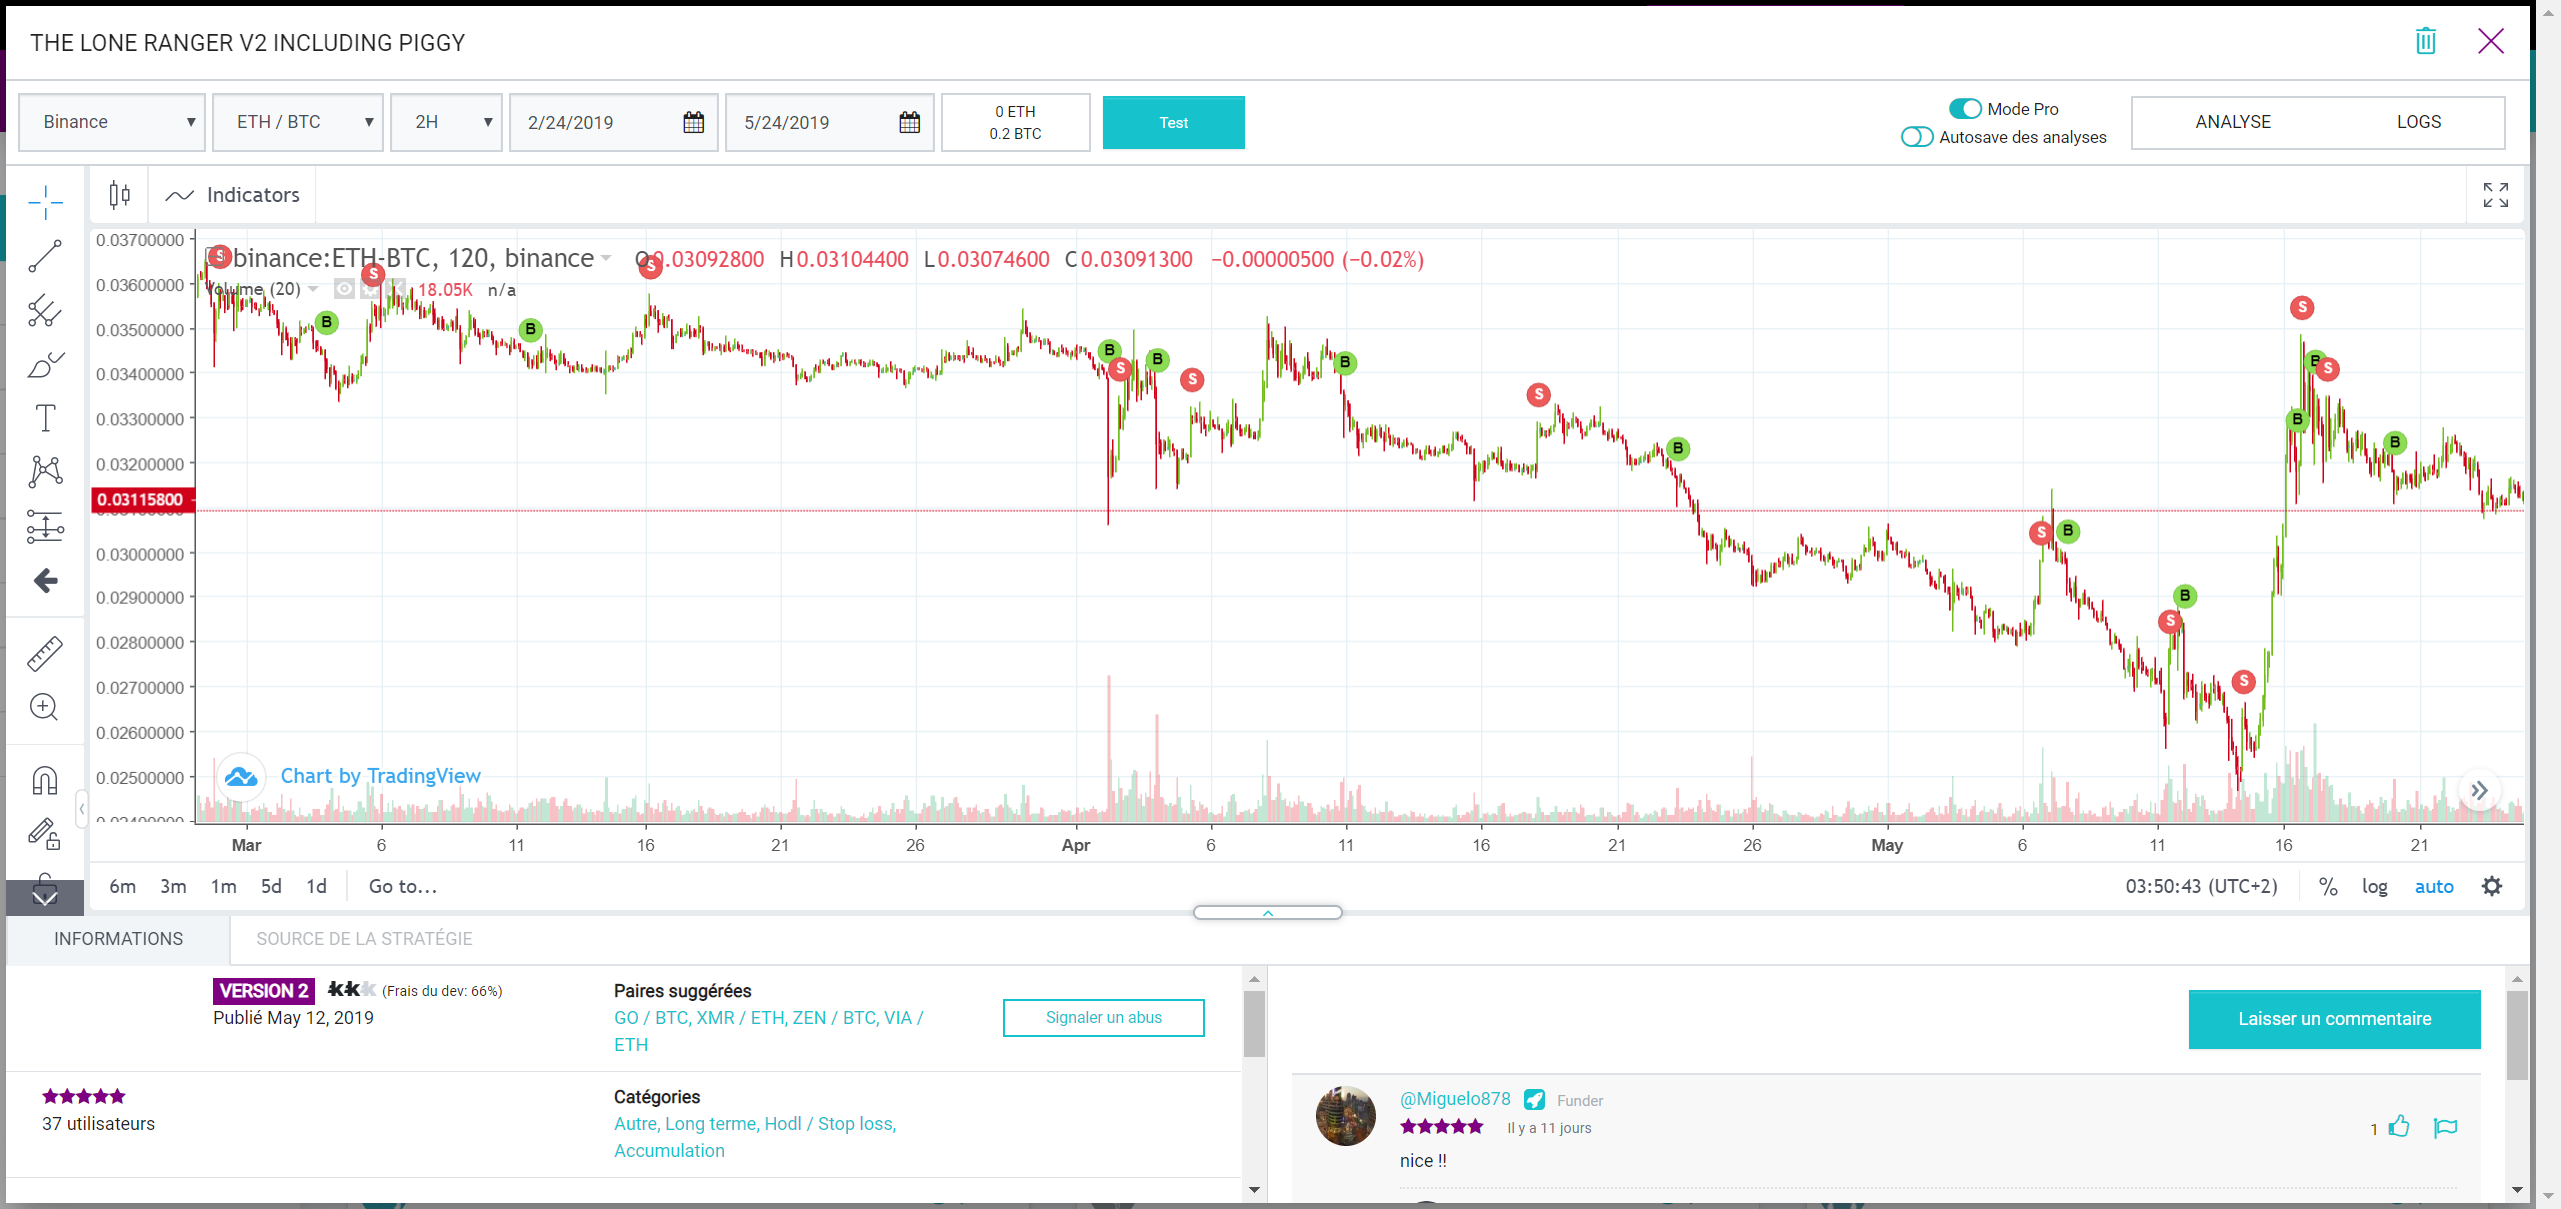 THE LONE RANGER V2 INCLUDING PIGGY
Binance
ETH / BTC
2H
2/24/2019
5/24/2019
0 ETH
0.2 BTC
Test
Mode Pro
Autosave des analyses
ANALYSE
LOGS
Indicators
binance:ETH-BTC, 120, binance
O0.03092800 H0.03104400 L0.03074600 C0.03091300 −0.00000500 (−0.02%)
Volume (20) 18.05K n/a
0.03700000
0.03600000
0.03500000
0.03400000
0.03300000
0.03200000
0.03115800
0.03000000
0.02900000
0.02800000
0.02700000
0.02600000
0.02500000
0.02400000
S
S
S
B
B
B
S
B
S
B
S
B
S
B
S
B
S
S
B
B
S
B
Chart by TradingView
Mar 6 11 16 21 26 Apr 6 11 16 21 26 May 6 11 16 21
6m 3m 1m 5d 1d Go to...
03:50:43 (UTC+2) % log auto
INFORMATIONS
SOURCE DE LA STRATÉGIE
VERSION 2 (Frais du dev: 66%)
Publié May 12, 2019
Paires suggérées
GO / BTC, XMR / ETH, ZEN / BTC, VIA /
ETH
Signaler un abus
37 utilisateurs
Catégories
Autre, Long terme, Hodl / Stop loss,
Accumulation
Laisser un commentaire
@Miguelo878 Funder
Il y a 11 jours
1
nice !!